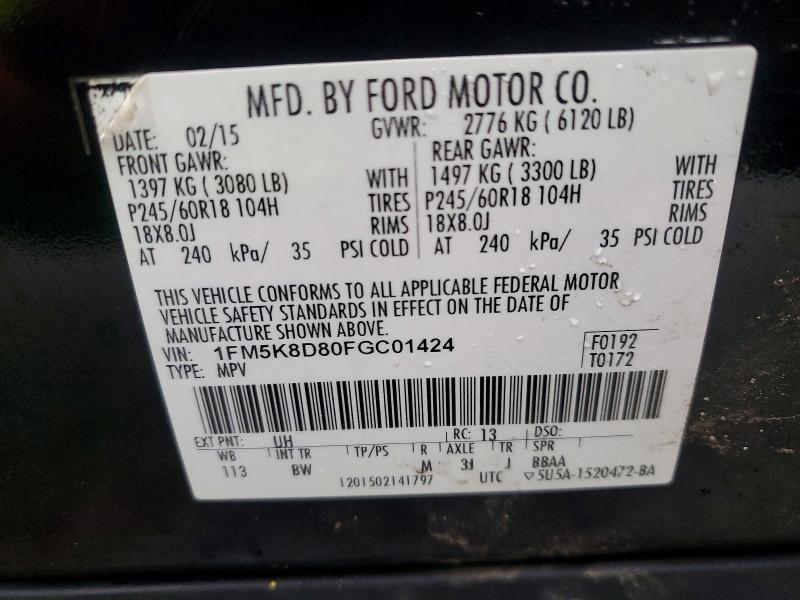 MFD. BY FORD MOTOR CO.
DATE: 02/15 GVWR: 2776 KG ( 6120 LB)
FRONT GAWR: REAR GAWR:
1397 KG ( 3080 LB) WITH 1497 KG ( 3300 LB) WITH
P245/60R18 104H TIRES P245/60R18 104H TIRES
18X8.0J RIMS 18X8.0J RIMS
AT 240 kPa/ 35 PSI COLD AT 240 kPa/ 35 PSI COLD
THIS VEHICLE CONFORMS TO ALL APPLICABLE FEDERAL MOTOR
VEHICLE SAFETY STANDARDS IN EFFECT ON THE DATE OF
MANUFACTURE SHOWN ABOVE.
VIN: 1FM5K8D80FGC01424 F0192
TYPE: MPV T0172
EXT PNT: UH RC: 13 DSO:
WB INT TR TP/PS R AXLE TR SPR
113 BW M 3J J BBAA
1201502141797 UTC ▽5U5A-1520472-BA